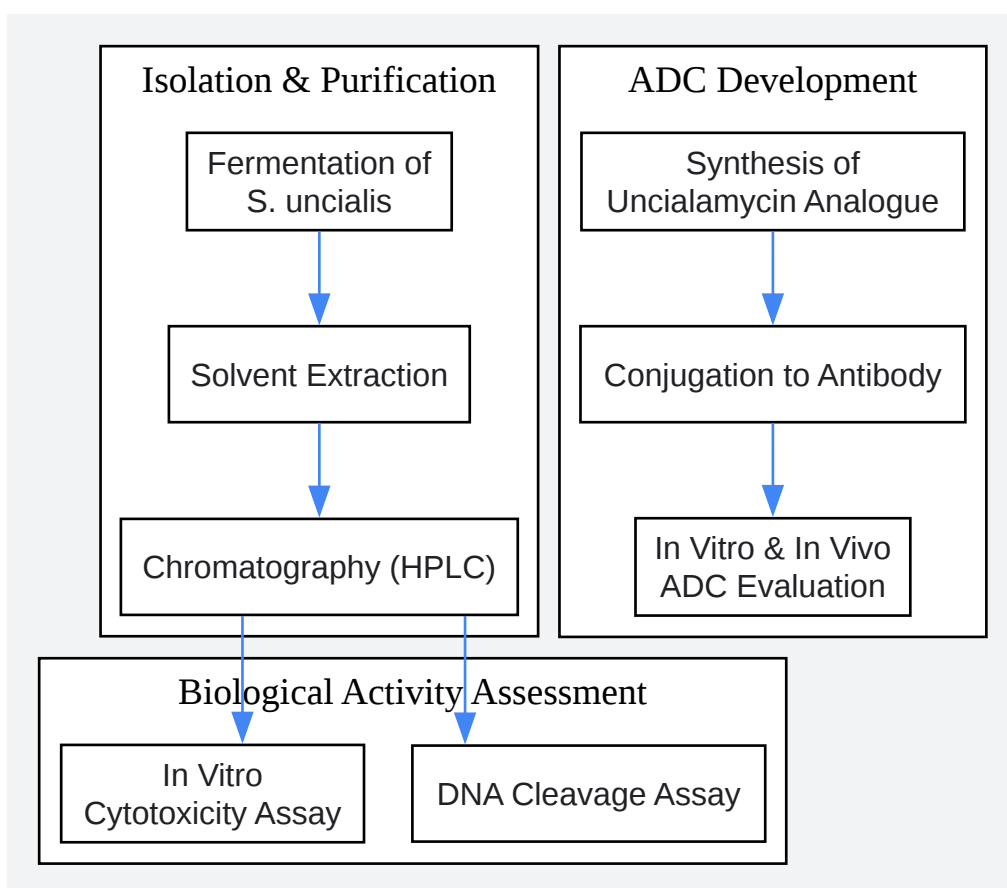 Isolation & Purification
Fermentation of
S. uncialis
Solvent Extraction
Chromatography (HPLC)
ADC Development
Synthesis of
Uncialamycin Analogue
Conjugation to Antibody
In Vitro & In Vivo
ADC Evaluation
Biological Activity Assessment
In Vitro
Cytotoxicity Assay
DNA Cleavage Assay